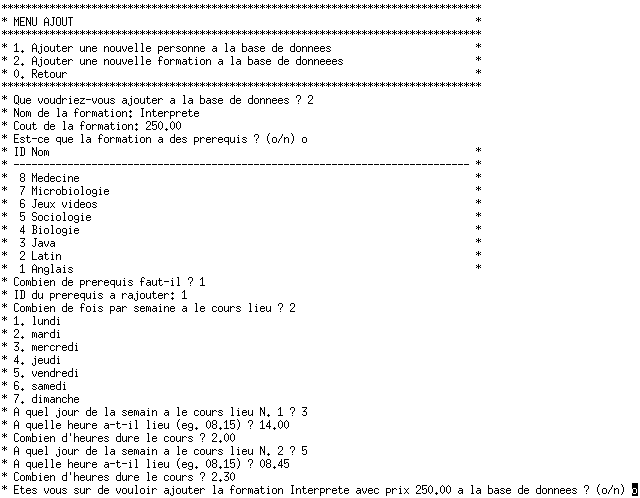 ********************************************************************************
* MENU AJOUT *
********************************************************************************
* 1. Ajouter une nouvelle personne a la base de donnees *
* 2. Ajouter une nouvelle formation a la base de donneees *
* 0. Retour *
********************************************************************************
* Que voudriez-vous ajouter a la base de donnees ? 2
* Nom de la formation: Interprete
* Cout de la formation: 250.00
* Est-ce que la formation a des prerequis ? (o/n) o
* ID Nom *
* ---------------------------------------------------------------------------- *
* 8 Medecine *
* 7 Microbiologie *
* 6 Jeux videos *
* 5 Sociologie *
* 4 Biologie *
* 3 Java *
* 2 Latin *
* 1 Anglais *
* Combien de prerequis faut-il ? 1
* ID du prerequis a rajouter: 1
* Combien de fois par semaine a le cours lieu ? 2
* 1. lundi
* 2. mardi
* 3. mercredi
* 4. jeudi
* 5. vendredi
* 6. samedi
* 7. dimanche
* A quel jour de la semain a le cours lieu N. 1 ? 3
* A quelle heure a-t-il lieu (eg. 08.15) ? 14.00
* Combien d'heures dure le cours ? 2.00
* A quel jour de la semain a le cours lieu N. 2 ? 5
* A quelle heure a-t-il lieu (eg. 08.15) ? 08.45
* Combien d'heures dure le cours ? 2.30
* Etes vous sur de vouloir ajouter la formation Interprete avec prix 250.00 a la base de donnees ? (o/n) o